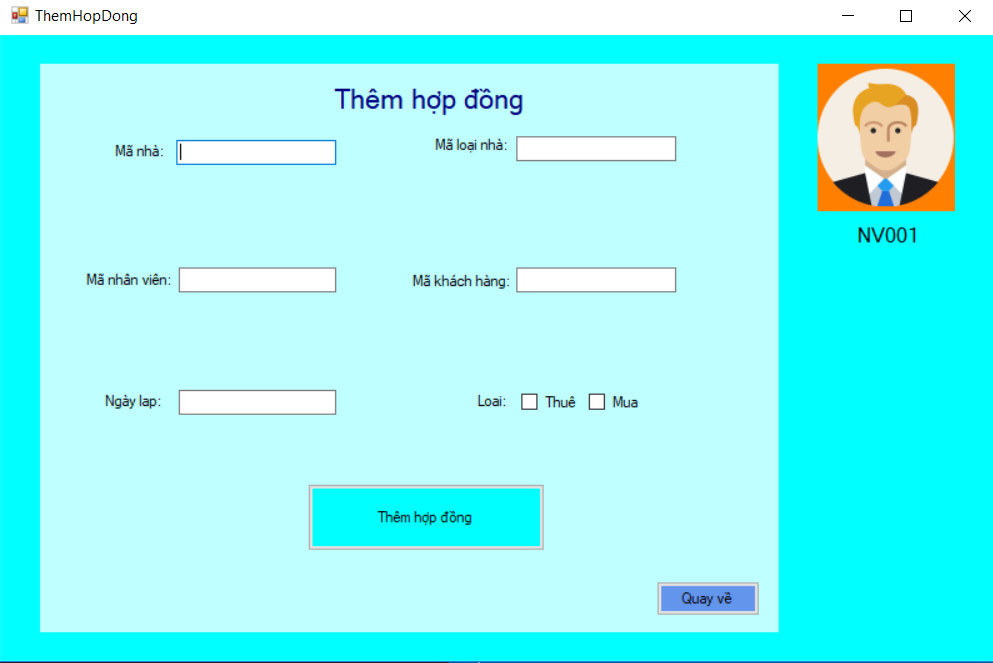 ThemHopDong
Thêm hợp đồng
Mã nhà:
Mã loại nhà:
NV001
Mã nhân viên:
Mã khách hàng:
Ngày lap:
Loai: Thuê Mua
Thêm hợp đồng
Quay về